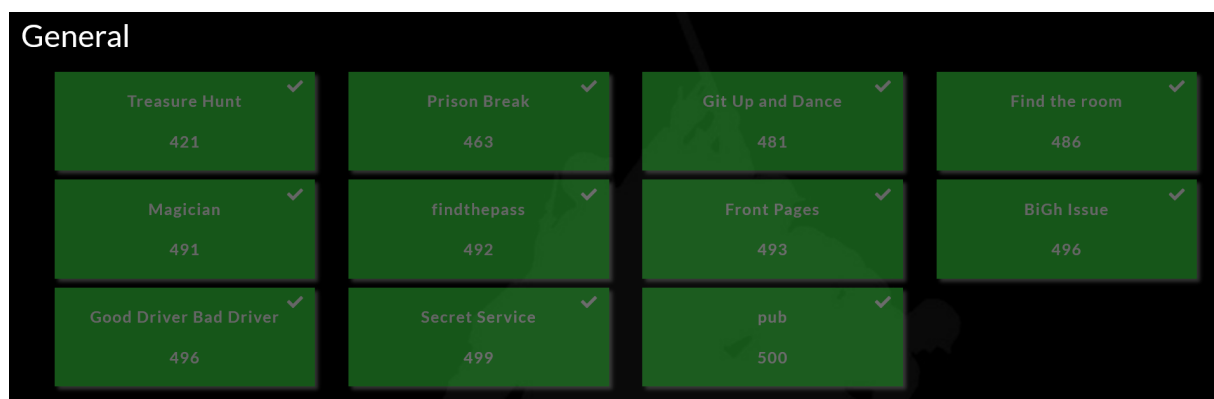 General
Treasure Hunt
421
Prison Break
463
Git Up and Dance
481
Find the room
486
Magician
491
findthepass
492
Front Pages
493
BiGh Issue
496
Good Driver Bad Driver
496
Secret Service
499
pub
500